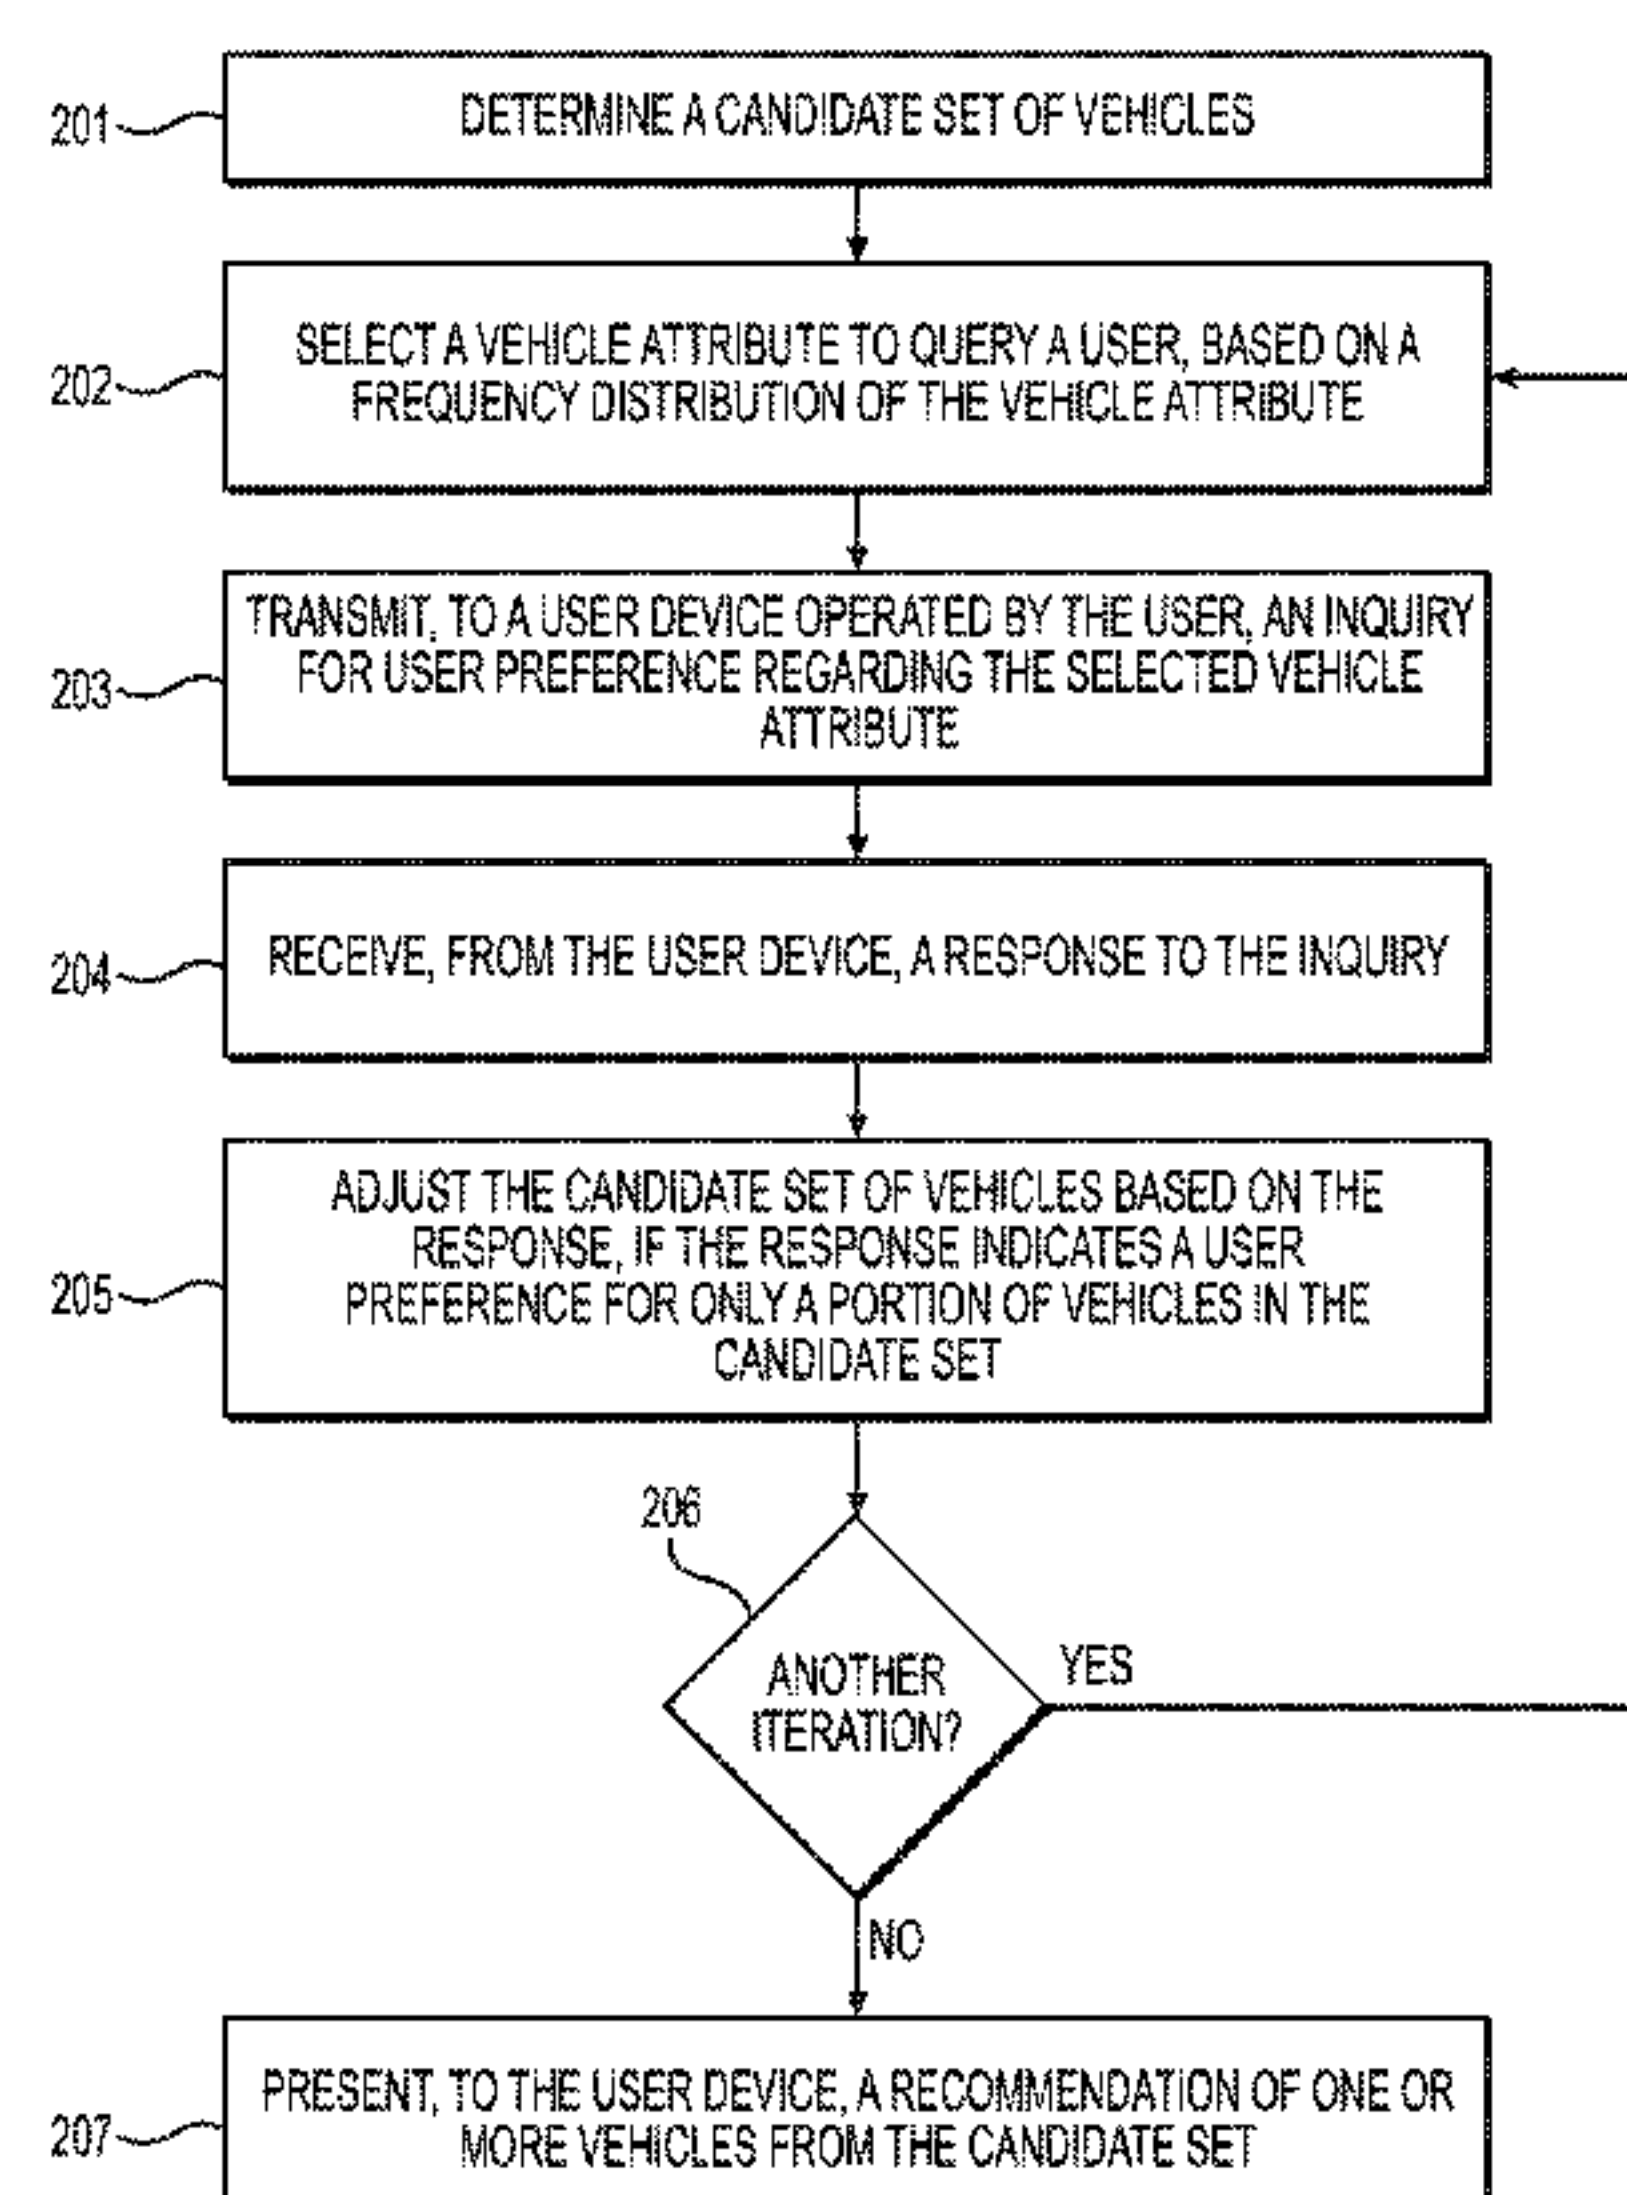 201
DETERMINE A CANDIDATE SET OF VEHICLES
202
SELECT A VEHICLE ATTRIBUTE TO QUERY A USER, BASED ON A
FREQUENCY DISTRIBUTION OF THE VEHICLE ATTRIBUTE
203
TRANSMIT, TO A USER DEVICE OPERATED BY THE USER, AN INQUIRY
FOR USER PREFERENCE REGARDING THE SELECTED VEHICLE
ATTRIBUTE
204
RECEIVE, FROM THE USER DEVICE, A RESPONSE TO THE INQUIRY
205
ADJUST THE CANDIDATE SET OF VEHICLES BASED ON THE
RESPONSE, IF THE RESPONSE INDICATES A USER
PREFERENCE FOR ONLY A PORTION OF VEHICLES IN THE
CANDIDATE SET
206
ANOTHER
ITERATION?
YES
NO
207
PRESENT, TO THE USER DEVICE, A RECOMMENDATION OF ONE OR
MORE VEHICLES FROM THE CANDIDATE SET